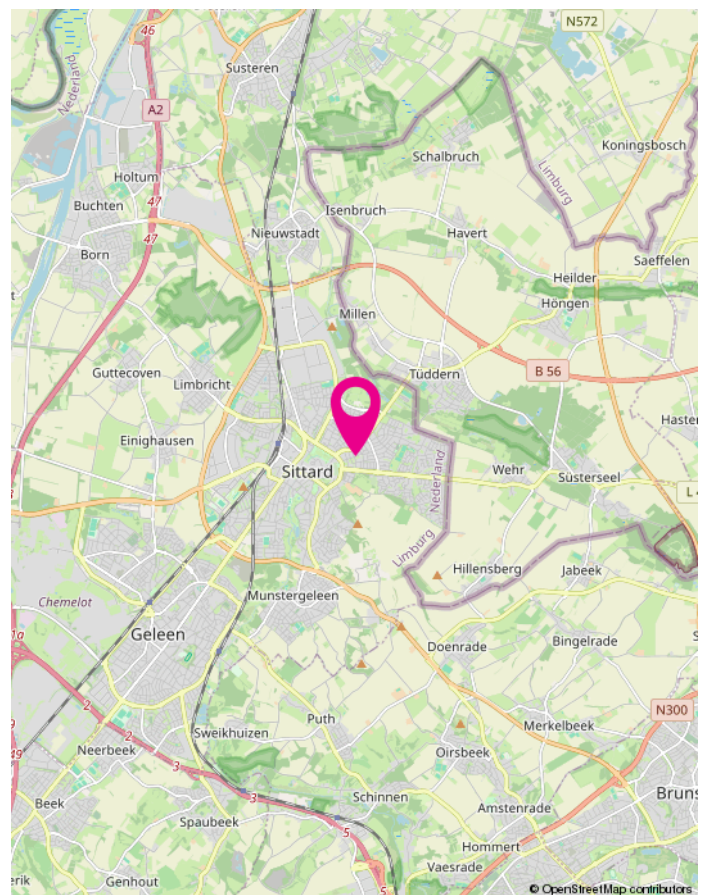 46
N572
Nederland
Susteren
A2
Koningsbosch
Schalbruch
Limburg
Holtum
47
Buchten
Isenbruch
47
Nieuwstadt
Havert
Born
Saeffelen
Heilder
Höngen
Millen
Guttecoven
Limbricht
Tüddern
B 56
Einighausen
Sittard
Nederland
Wehr
Süsterseel
Limburg
Hillensberg
Jabeek
Chemelot
Munstergeleen
Geleen
Doenrade
Bingelrade
2
N300
Puth
Merkelbeek
Sweikhuizen
Neerbeek
3
Oirsbeek
49
3
Schinnen
Beek
Amstenrade
Spaubeek
5
Hommert
Vaesrade
Genhout
5
© OpenStreetMap contributors